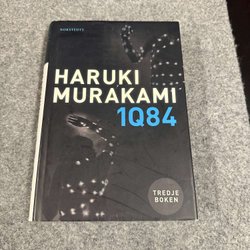 NORSTEDTS
HARUKI
MURAKAMI
1Q84
TREDJE
BOKEN